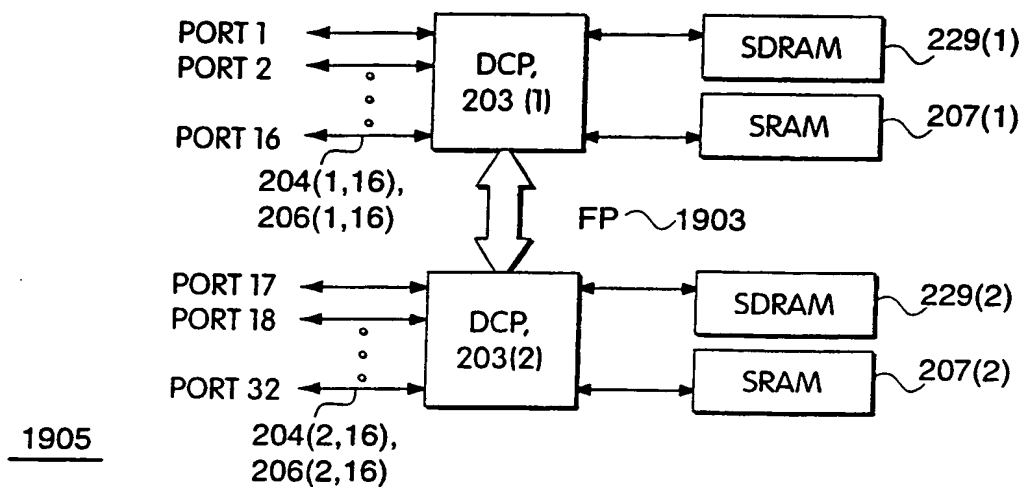 PORT 1
PORT 2
PORT 16
204(1,16),
206(1,16)
DCP,
203 (1)
SDRAM
229(1)
SRAM
207(1)
FP
1903
PORT 17
PORT 18
PORT 32
204(2,16),
206(2,16)
DCP,
203(2)
SDRAM
229(2)
SRAM
207(2)
1905